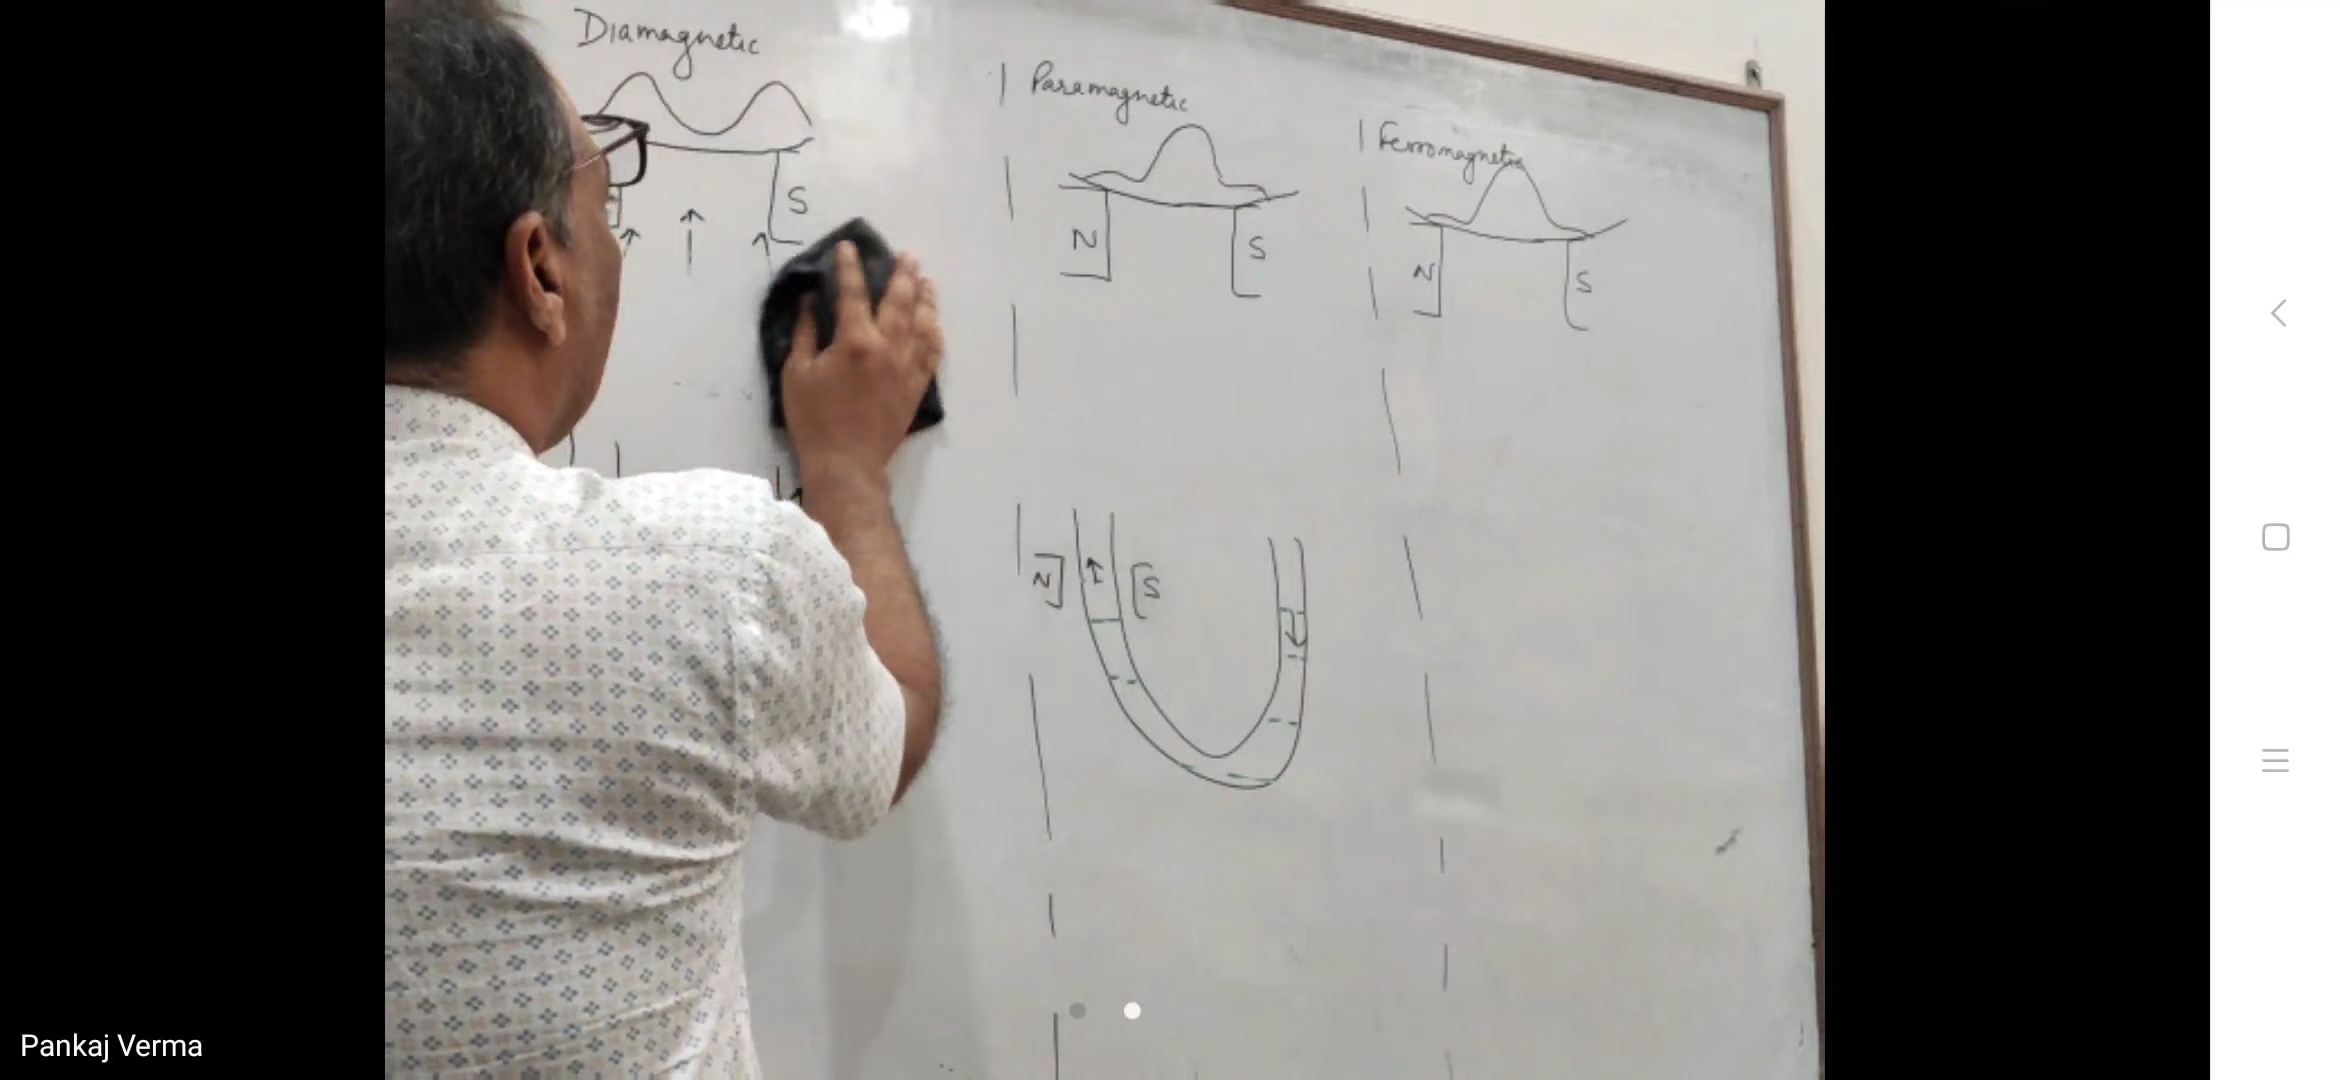 Diamagnetic
Paramagnetic
Ferromagnetic
S
N S
N S
N S
Pankaj Verma